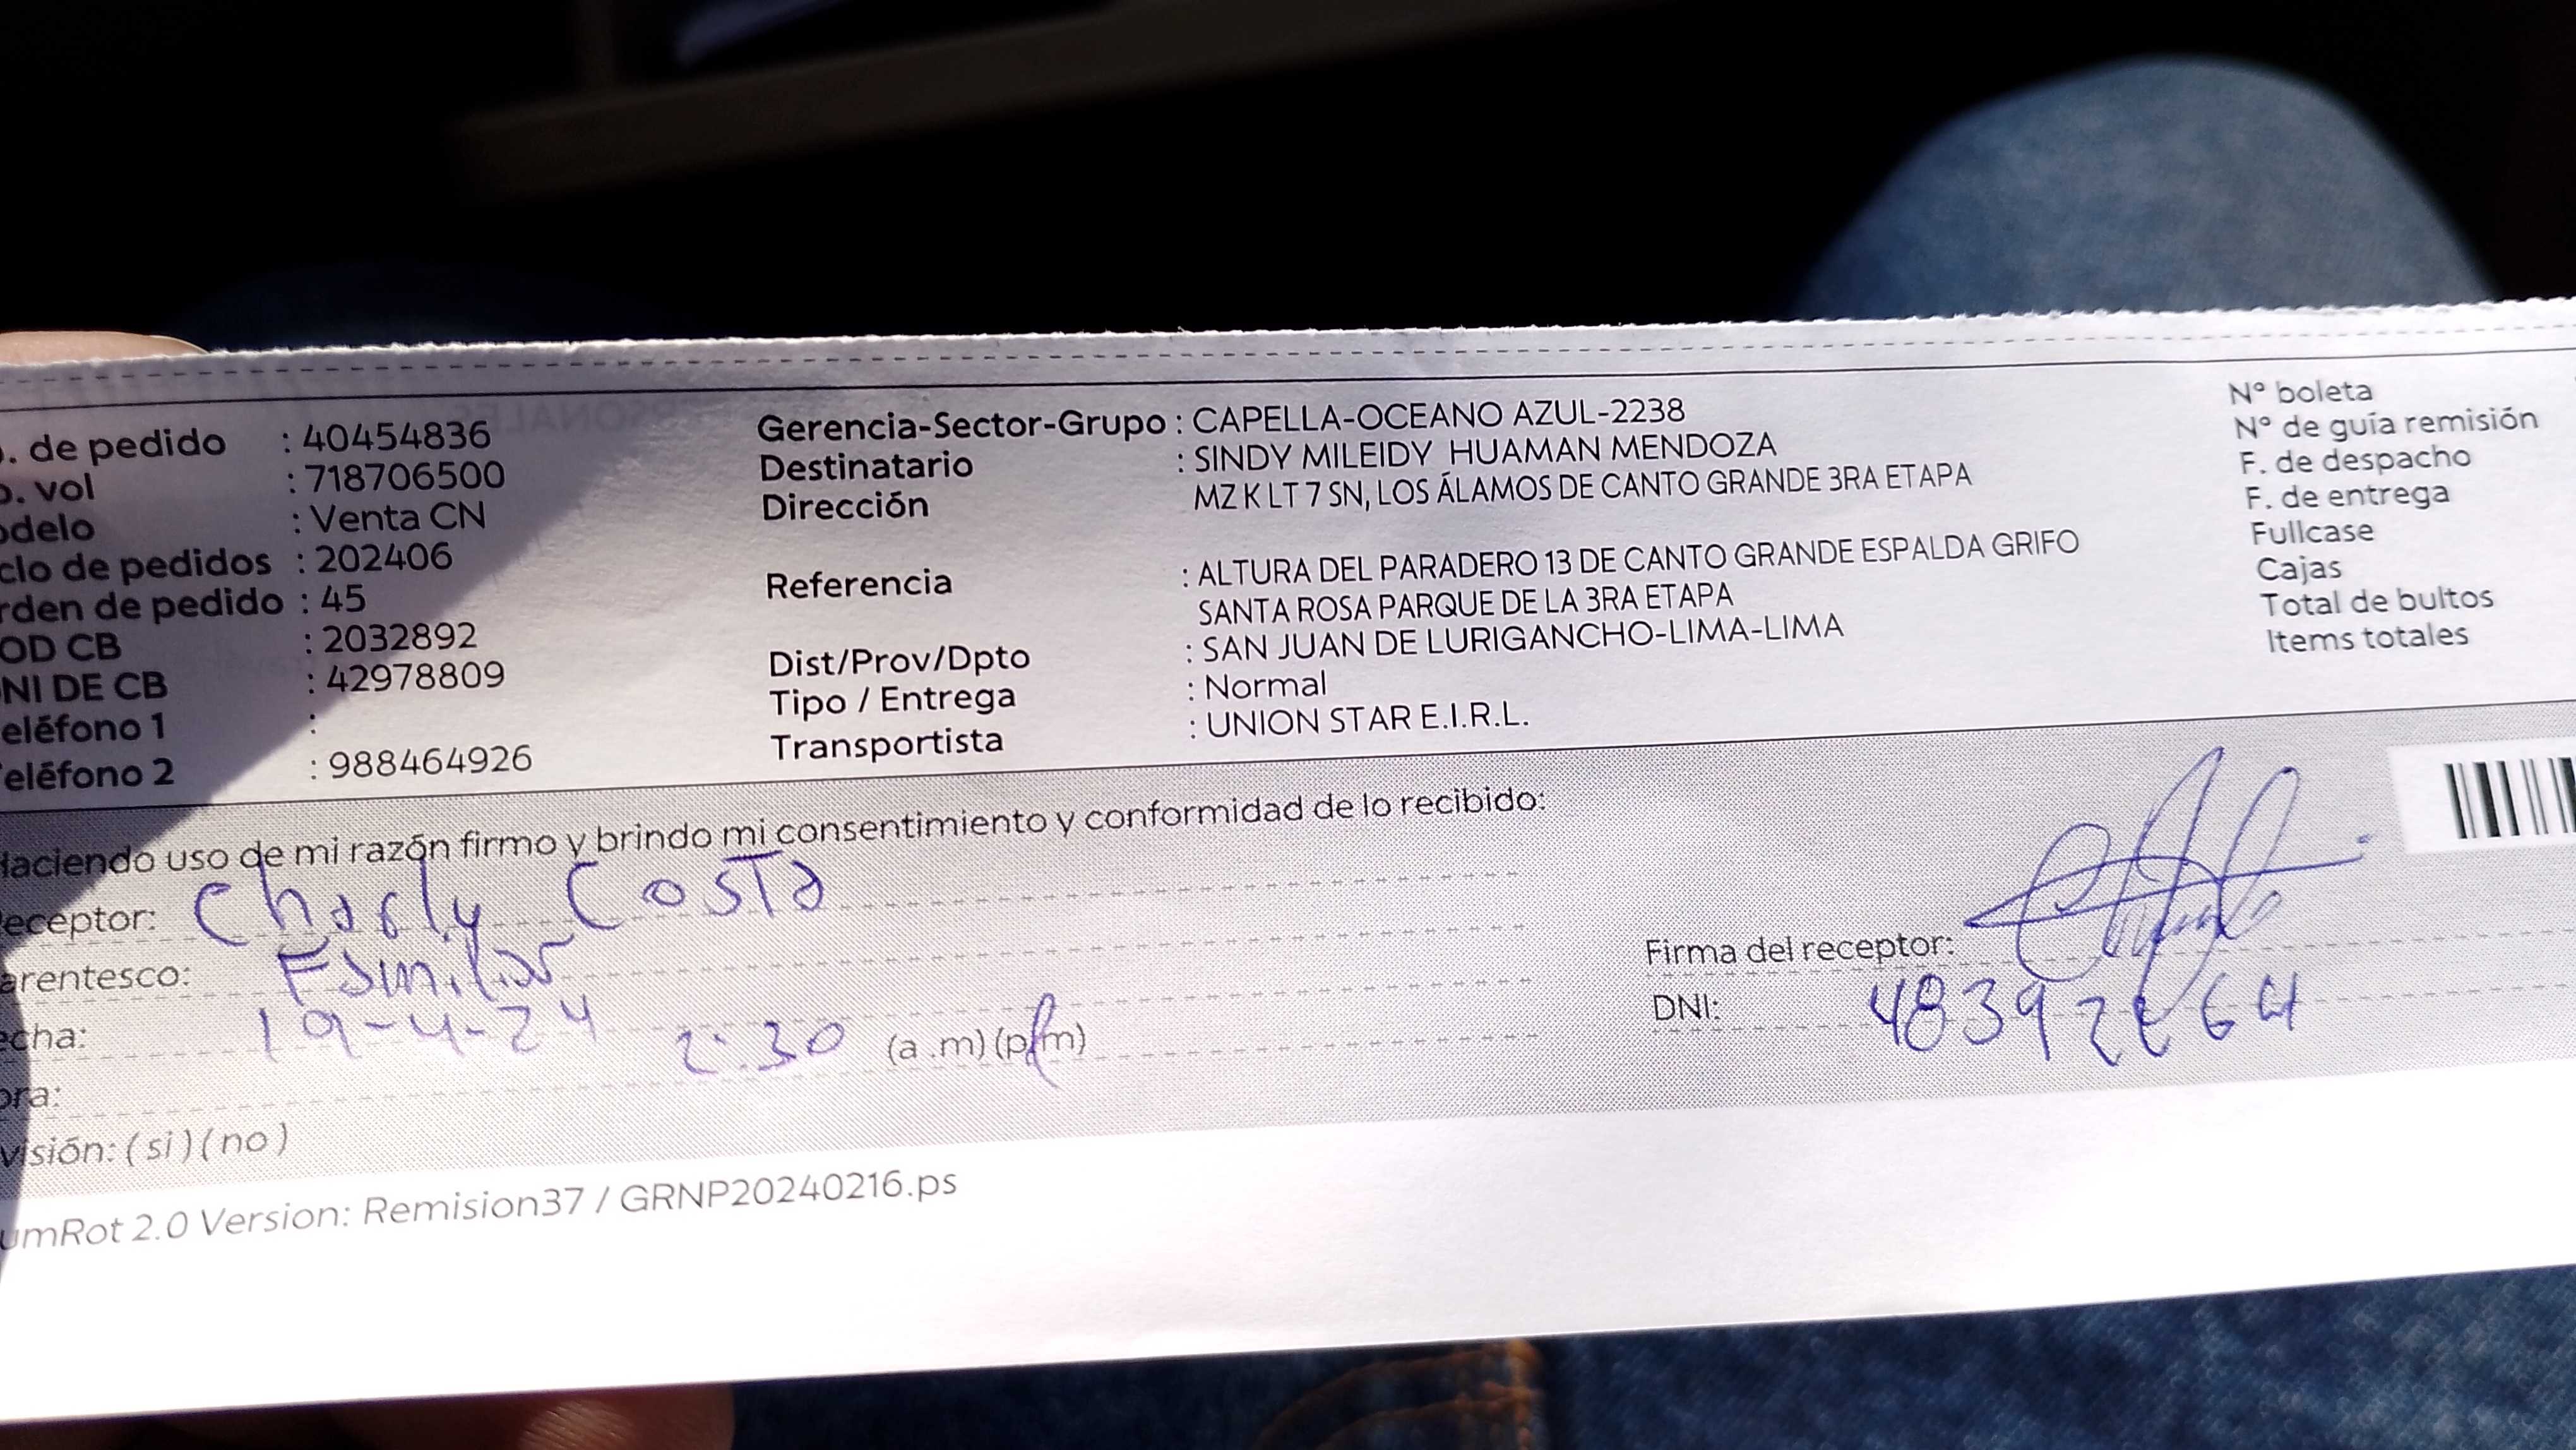 . de pedido : 40454836
o. vol : 718706500
odelo : Venta CN
clo de pedidos : 202406
rden de pedido : 45
OD CB : 2032892
NI DE CB : 42978809
eléfono 1 :
eléfono 2 : 988464926
Gerencia-Sector-Grupo : CAPELLA-OCEANO AZUL-2238
Destinatario : SINDY MILEIDY HUAMAN MENDOZA
Dirección MZ K LT 7 SN, LOS ÁLAMOS DE CANTO GRANDE 3RA ETAPA
Referencia : ALTURA DEL PARADERO 13 DE CANTO GRANDE ESPALDA GRIFO
SANTA ROSA PARQUE DE LA 3RA ETAPA
Dist/Prov/Dpto : SAN JUAN DE LURIGANCHO-LIMA-LIMA
Tipo / Entrega : Normal
Transportista : UNION STAR E.I.R.L.
N° boleta
N° de guía remisión
F. de despacho
F. de entrega
Fullcase
Cajas
Total de bultos
Items totales
Haciendo uso de mi razón firmo y brindo mi consentimiento y conformidad de lo recibido:
eceptor: Charly Costa
arentesco: Familiar
echa: 19-4-24 2:30 (a .m) (p.m)
ora:
visión: ( si ) ( no )
Firma del receptor:
DNI:
umRot 2.0 Version: Remision37 / GRNP20240216.ps